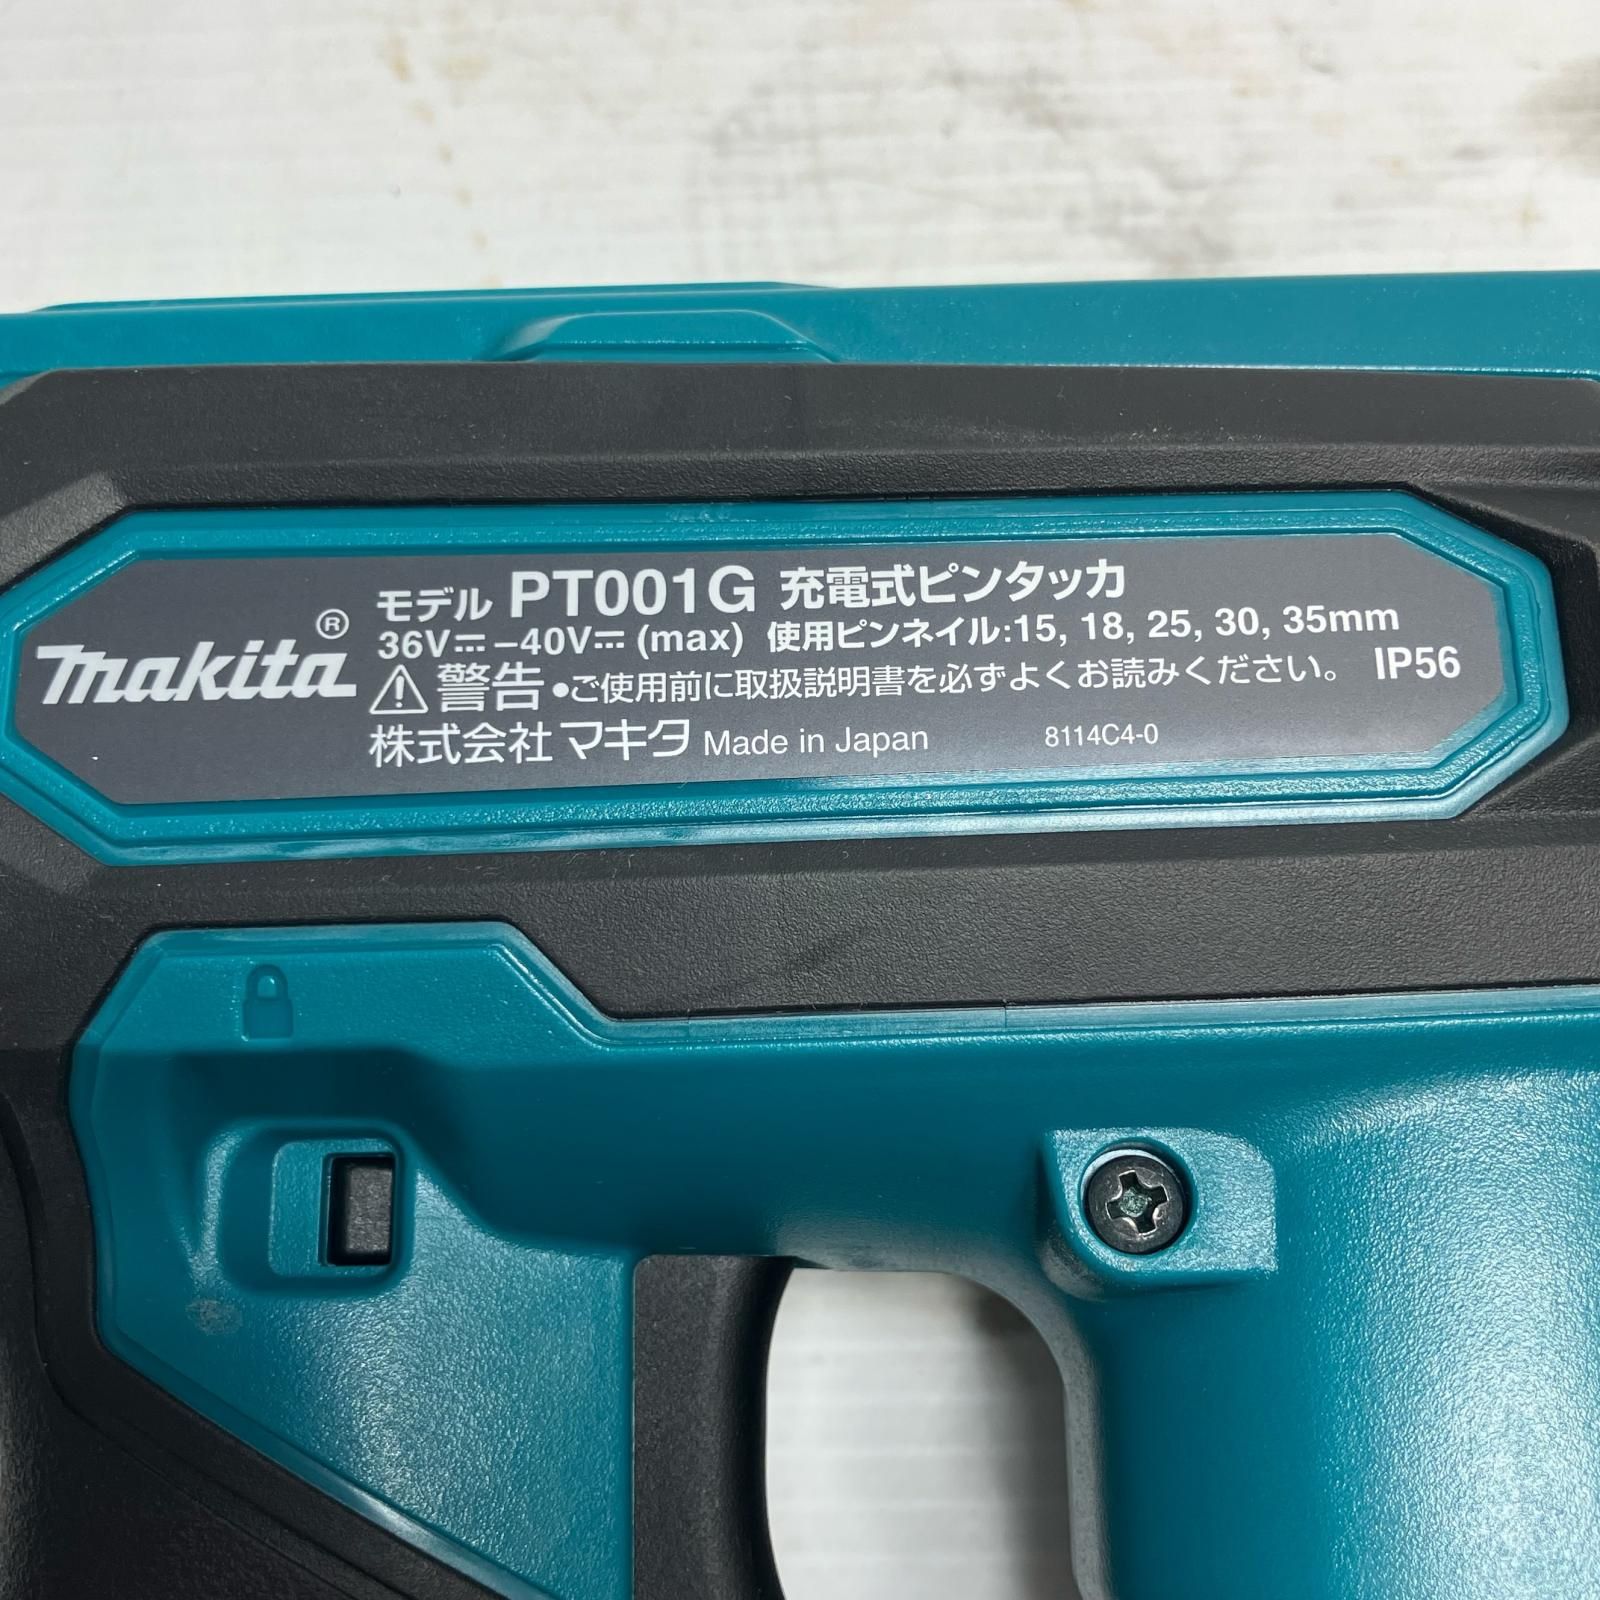 makita®
モデル PT001G 充電式ピンタッカ
36V⎓–40V⎓(max) 使用ピンネイル:15, 18, 25, 30, 35mm
⚠警告 •ご使用前に取扱説明書を必ずよくお読みください。 IP56
株式会社マキタ Made in Japan 8114C4-0